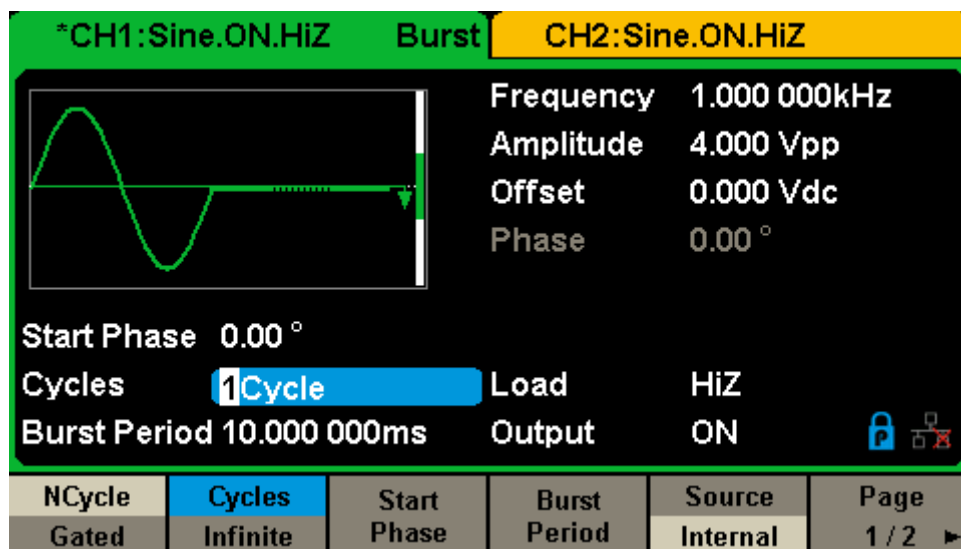 *CH1:Sine.ON.HiZ Burst CH2:Sine.ON.HiZ
Frequency 1.000 000kHz
Amplitude 4.000 Vpp
Offset 0.000 Vdc
Phase 0.00 °
Start Phase 0.00 °
Cycles 1Cycle Load HiZ
Burst Period 10.000 000ms Output ON
P
NCycle Cycles Start Burst Source Page
Gated Infinite Phase Period Internal 1/2 ►